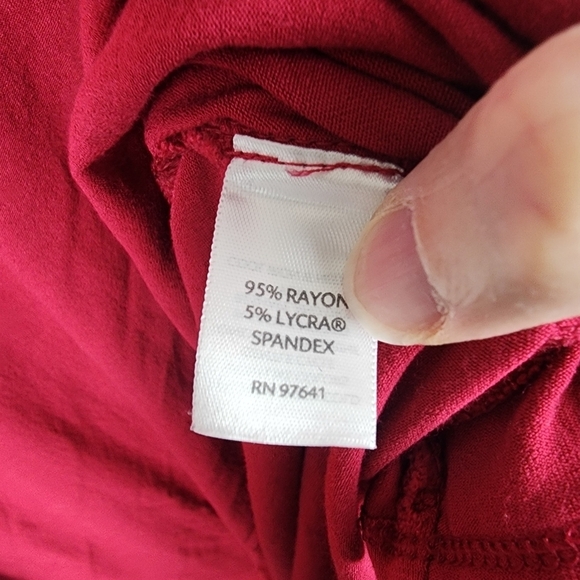 95% RAYON
5% LYCRA®
SPANDEX
RN 97641